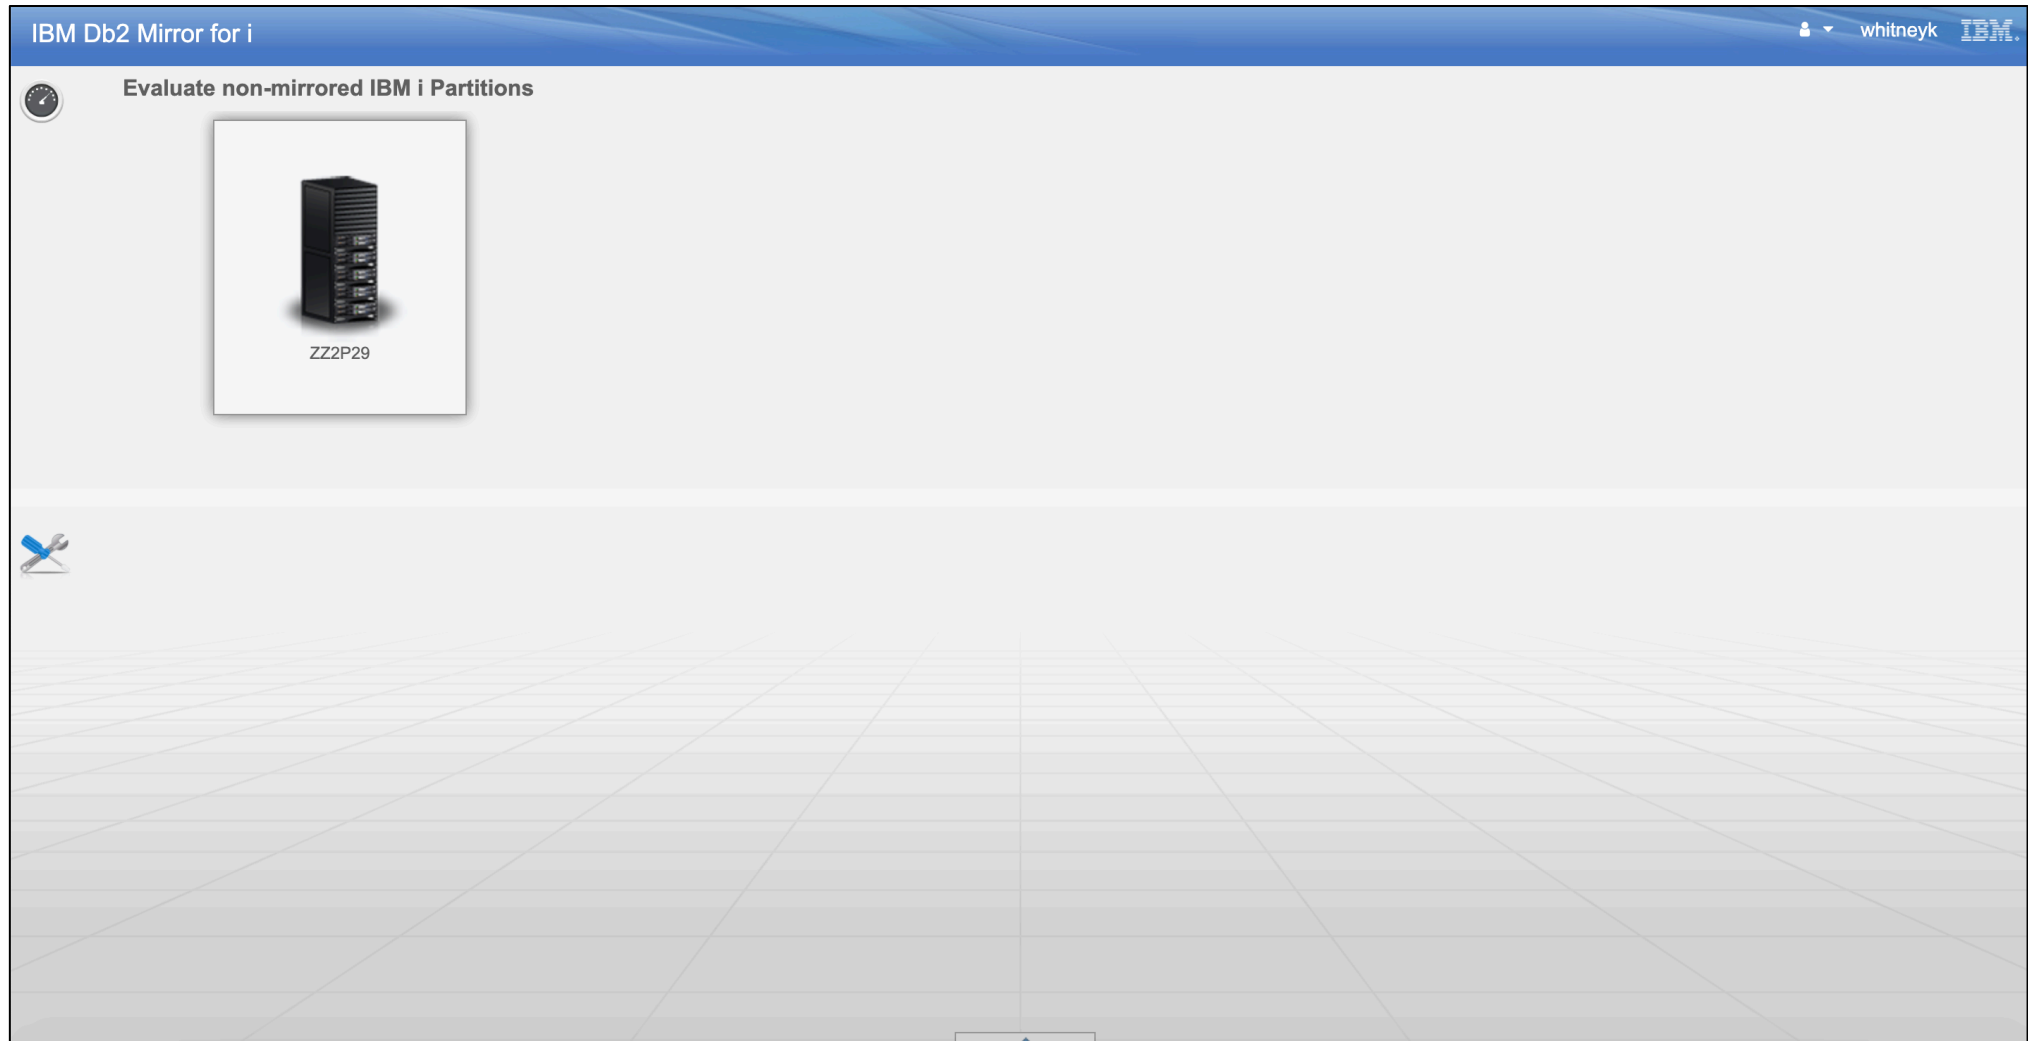 IBM Db2 Mirror for i
whitneyk
IBM.
Evaluate non-mirrored IBM i Partitions
ZZ2P29